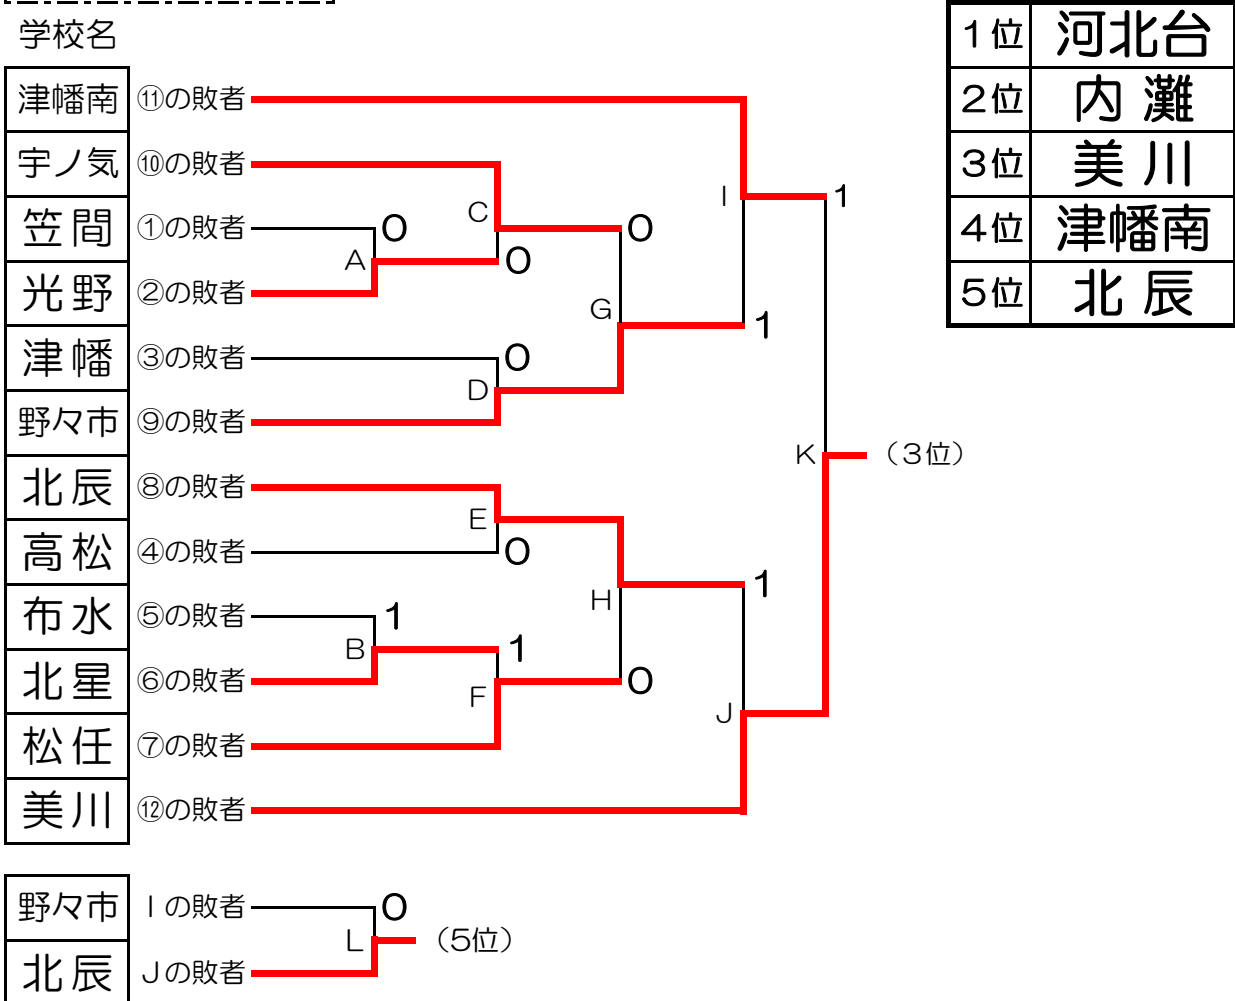 学校名
1位 河北台
2位 内灘
3位 美川
4位 津幡南
5位 北辰
津幡南 ⑪の敗者
宇ノ気 ⑩の敗者
I 1
笠間 ①の敗者 0 C 0
A 0
光野 ②の敗者
G 1
津幡 ③の敗者 0
D
野々市 ⑨の敗者
K （3位）
北辰 ⑧の敗者
E
高松 ④の敗者 0
H 1
布水 ⑤の敗者 1
B 1
北星 ⑥の敗者 F 0
J
松任 ⑦の敗者
美川 ⑫の敗者
野々市 Iの敗者 0
L （5位）
北辰 Jの敗者